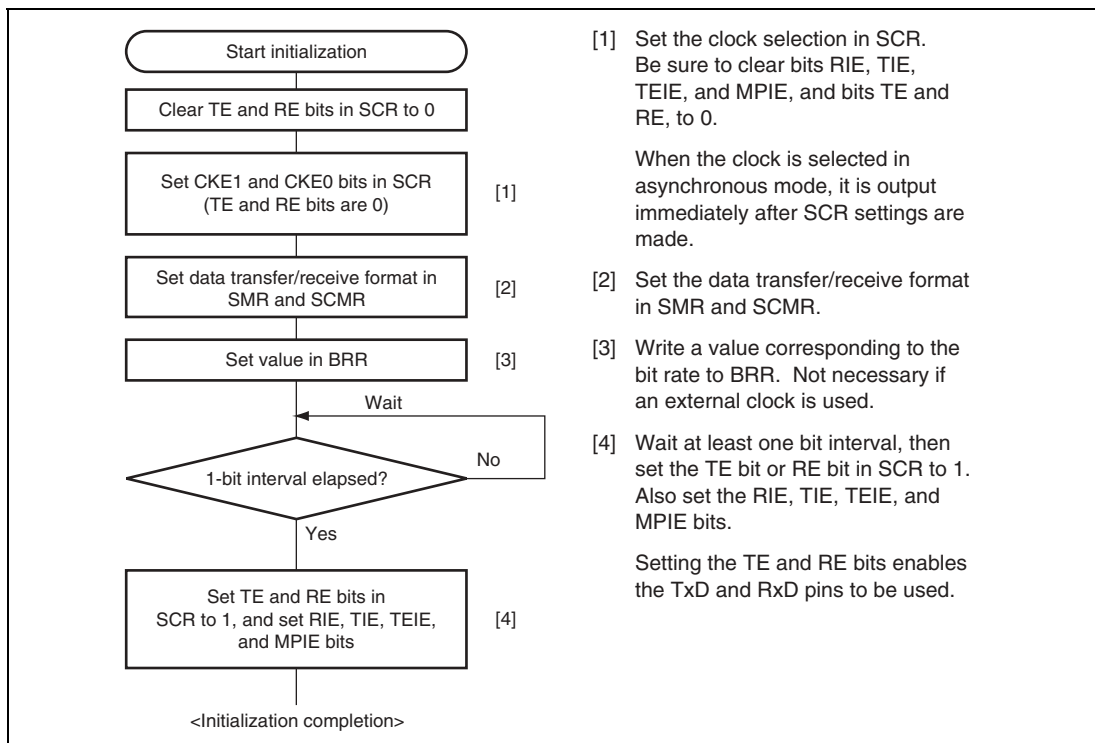 Start initialization
Clear TE and RE bits in SCR to 0
Set CKE1 and CKE0 bits in SCR
(TE and RE bits are 0)
[1]
Set data transfer/receive format in
SMR and SCMR
[2]
Set value in BRR
[3]
Wait
1-bit interval elapsed?
No
Yes
Set TE and RE bits in
SCR to 1, and set RIE, TIE, TEIE,
and MPIE bits
[4]
<Initialization completion>
[1] Set the clock selection in SCR.
Be sure to clear bits RIE, TIE,
TEIE, and MPIE, and bits TE and
RE, to 0.
When the clock is selected in
asynchronous mode, it is output
immediately after SCR settings are
made.
[2] Set the data transfer/receive format
in SMR and SCMR.
[3] Write a value corresponding to the
bit rate to BRR. Not necessary if
an external clock is used.
[4] Wait at least one bit interval, then
set the TE bit or RE bit in SCR to 1.
Also set the RIE, TIE, TEIE, and
MPIE bits.
Setting the TE and RE bits enables
the TxD and RxD pins to be used.